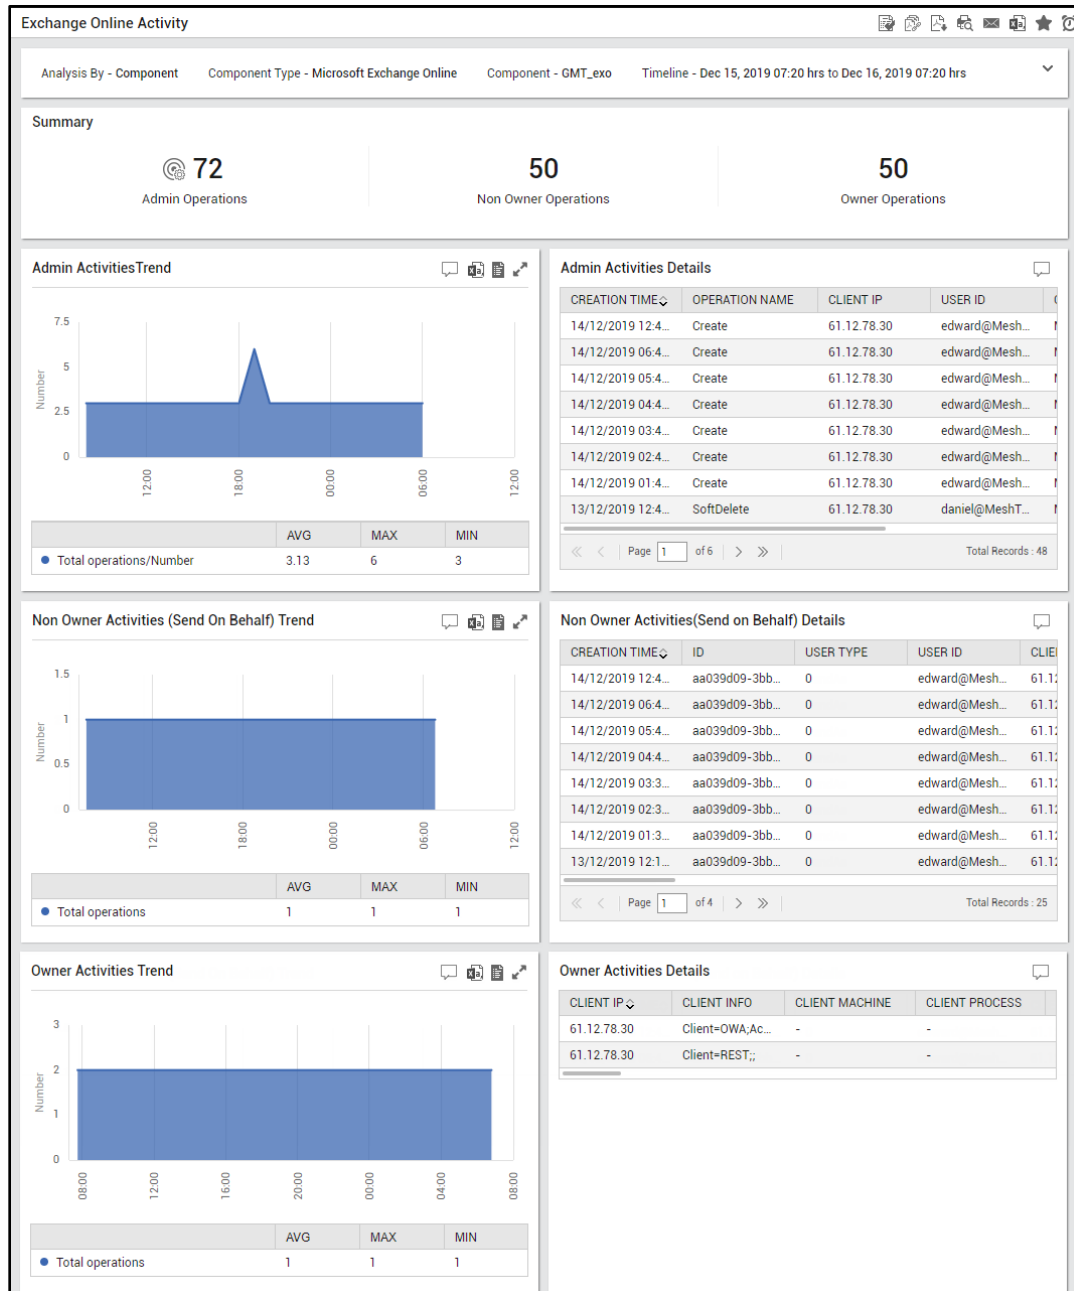 Exchange Online Activity
Analysis By - Component Component Type - Microsoft Exchange Online Component - GMT_exo Timeline - Dec 15, 2019 07:20 hrs to Dec 16, 2019 07:20 hrs
Summary
72 50 50
Admin Operations Non Owner Operations Owner Operations
Admin ActivitiesTrend
7.5
5
2.5
0
Number
12:00 18:00 00:00 06:00 12:00
AVG MAX MIN
Total operations/Number 3.13 6 3
Admin Activities Details
CREATION TIME OPERATION NAME CLIENT IP USER ID
14/12/2019 12:4... Create 61.12.78.30 edward@Mesh...
14/12/2019 06:4... Create 61.12.78.30 edward@Mesh...
14/12/2019 05:4... Create 61.12.78.30 edward@Mesh...
14/12/2019 04:4... Create 61.12.78.30 edward@Mesh...
14/12/2019 03:4... Create 61.12.78.30 edward@Mesh...
14/12/2019 02:4... Create 61.12.78.30 edward@Mesh...
14/12/2019 01:4... Create 61.12.78.30 edward@Mesh...
13/12/2019 12:4... SoftDelete 61.12.78.30 daniel@MeshT...
Page 1 of 6 Total Records : 48
Non Owner Activities (Send On Behalf) Trend
1.5
1
0.5
0
Number
12:00 18:00 00:00 06:00 12:00
AVG MAX MIN
Total operations 1 1 1
Non Owner Activities(Send on Behalf) Details
CREATION TIME ID USER TYPE USER ID CLIE
14/12/2019 12:4... aa039d09-3bb... 0 edward@Mesh... 61.12
14/12/2019 06:4... aa039d09-3bb... 0 edward@Mesh... 61.12
14/12/2019 05:4... aa039d09-3bb... 0 edward@Mesh... 61.12
14/12/2019 04:4... aa039d09-3bb... 0 edward@Mesh... 61.12
14/12/2019 03:3... aa039d09-3bb... 0 edward@Mesh... 61.12
14/12/2019 02:3... aa039d09-3bb... 0 edward@Mesh... 61.12
14/12/2019 01:3... aa039d09-3bb... 0 edward@Mesh... 61.12
13/12/2019 12:1... aa039d09-3bb... 0 edward@Mesh... 61.12
Page 1 of 4 Total Records : 25
Owner Activities Trend
3
2
1
0
Number
08:00 12:00 16:00 20:00 00:00 04:00 08:00
AVG MAX MIN
Total operations 1 1 1
Owner Activities Details
CLIENT IP CLIENT INFO CLIENT MACHINE CLIENT PROCESS
61.12.78.30 Client=OWA;Ac... - -
61.12.78.30 Client=REST;; - -